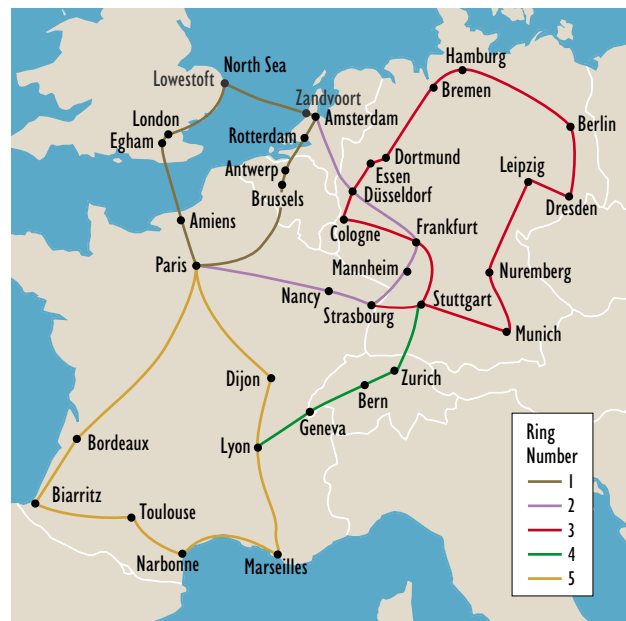 Hamburg
North Sea
Lowestoft
Bremen
Zandvoort
Amsterdam
London
Berlin
Rotterdam
Egham
Dortmund
Leipzig
Antwerp
Essen
Düsseldorf
Brussels
Dresden
Amiens
Cologne
Frankfurt
Paris
Mannheim
Nuremberg
Nancy
Stuttgart
Strasbourg
Munich
Dijon
Zurich
Bern
Geneva
Bordeaux
Lyon
Ring
Number
1
2
3
4
5
Biarritz
Toulouse
Narbonne
Marseilles